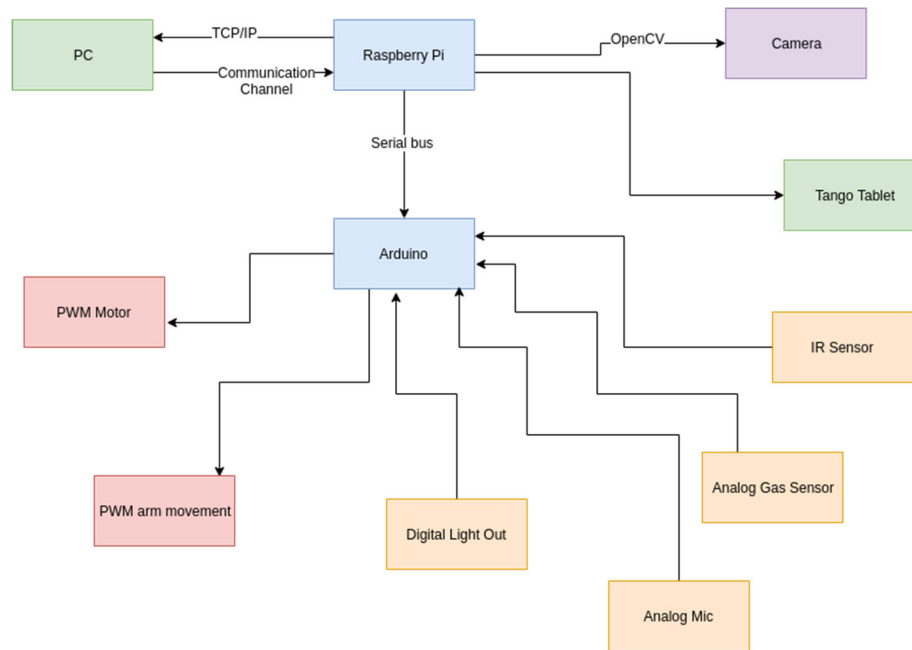 TCP/IP
PC
Raspberry Pi
OpenCV
Camera
Communication
Channel
Serial bus
Tango Tablet
Arduino
PWM Motor
IR Sensor
Analog Gas Sensor
PWM arm movement
Digital Light Out
Analog Mic